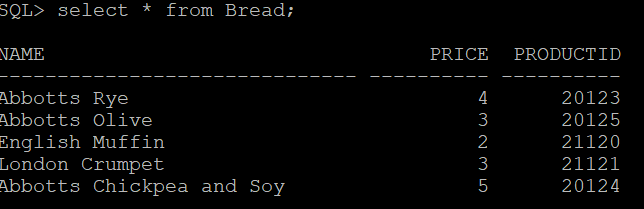 SQL> select * from Bread;
NAME PRICE PRODUCTID
------------------------------ ---------- ----------
Abbotts Rye 4 20123
Abbotts Olive 3 20125
English Muffin 2 21120
London Crumpet 3 21121
Abbotts Chickpea and Soy 5 20124